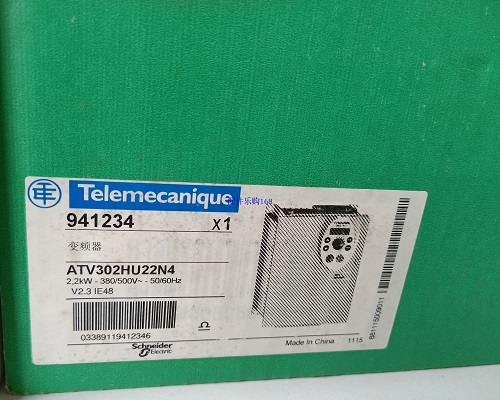 Telemecanique
941234 X1
变频器
ATV302HU22N4
2,2kW - 380/500V~ - 50/60Hz
V2.3 IE48
03389119412346
Schneider
Electric
Made in China 1115